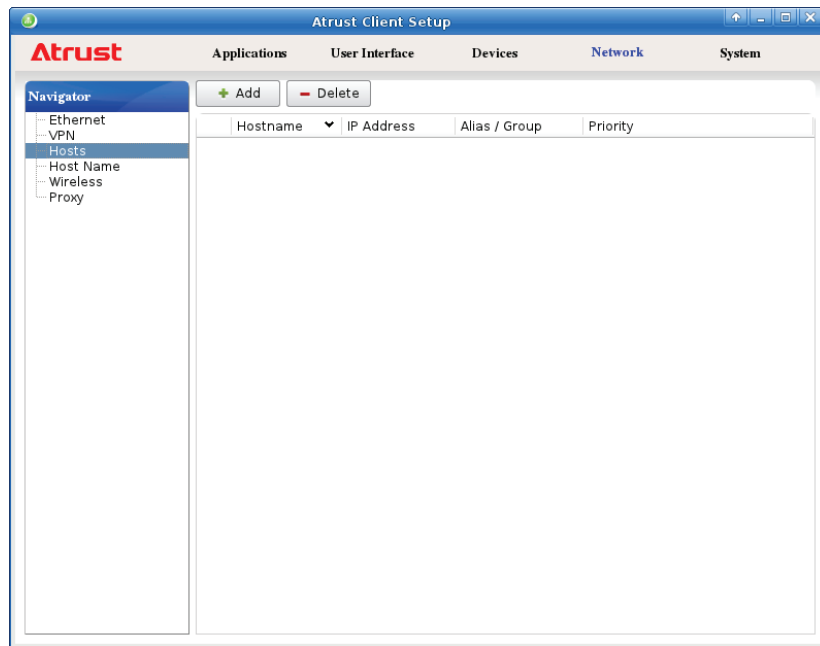 Atrust Client Setup
Atrust Applications User Interface Devices Network System
Navigator
Ethernet
VPN
Hosts
Host Name
Wireless
Proxy
Add Delete
Hostname IP Address Alias / Group Priority